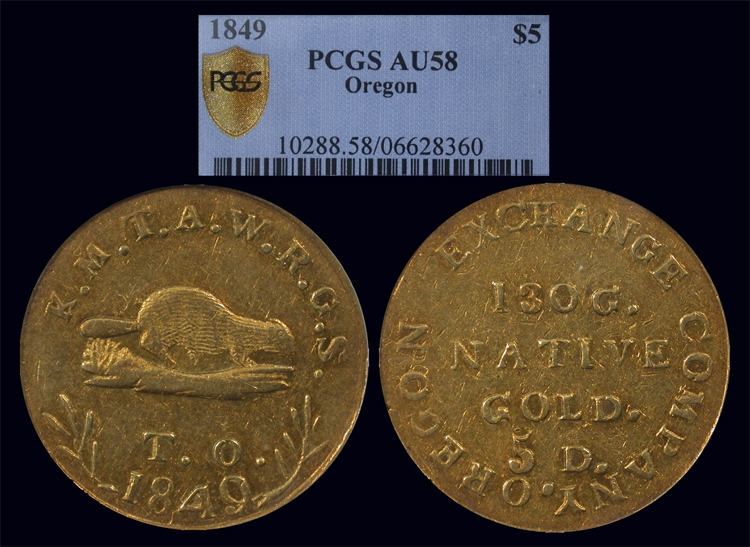 1849 $5
PCGS PCGS AU58
Oregon
10288.58/06628360
K.M.T.A.W.R.G.S.
T.O.
1849
EXCHANGE COMPANY. OREGON
130 G.
NATIVE
GOLD.
5 D.